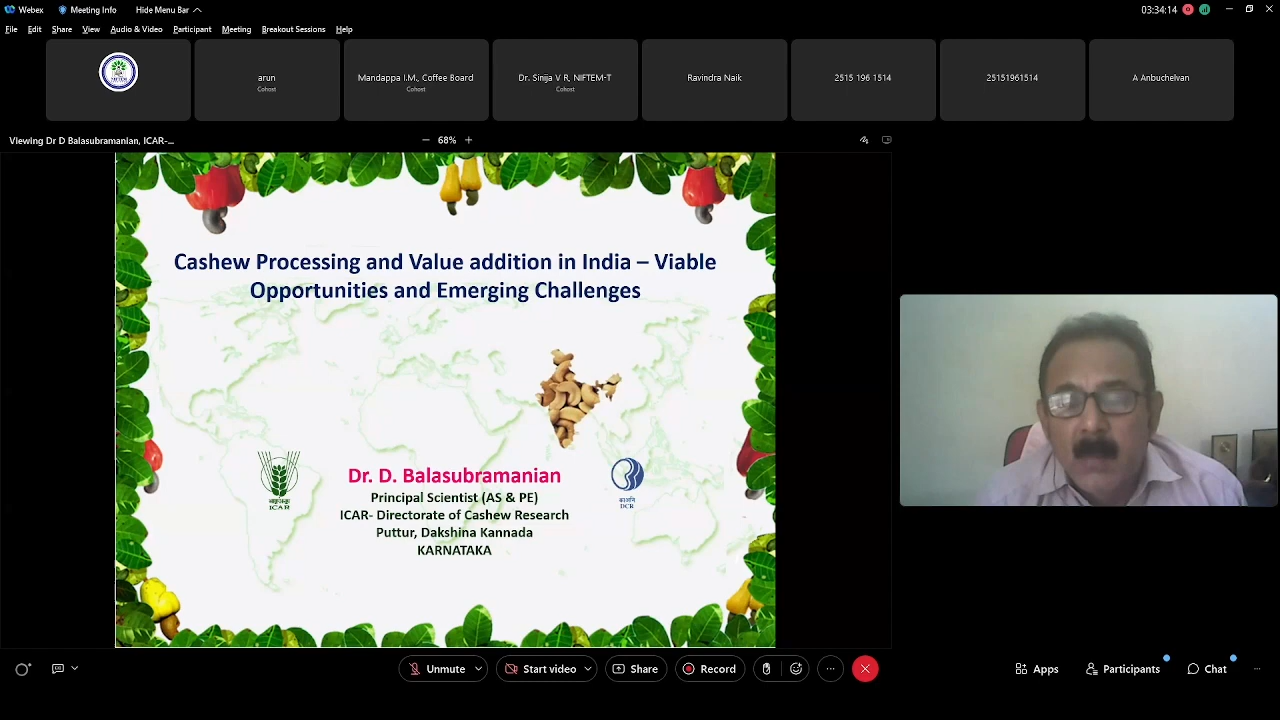 Webex
Meeting Info
Hide Menu Bar
03:34:14
File Edit Share View Audio & Video Participant Meeting Breakout Sessions Help
arun
Cohost
Mandappa I.M., Coffee Board
Cohost
Dr. Sinija V R, NIFTEM-T
Cohost
Ravindra Naik
2515 196 1514
25151961514
A Anbuchelvan
Viewing Dr D Balasubramanian, ICAR-...
68%
Cashew Processing and Value addition in India – Viable
Opportunities and Emerging Challenges
ICAR
DCR
Dr. D. Balasubramanian
Principal Scientist (AS & PE)
ICAR- Directorate of Cashew Research
Puttur, Dakshina Kannada
KARNATAKA
Unmute
Start video
Share
Record
Apps
Participants
Chat